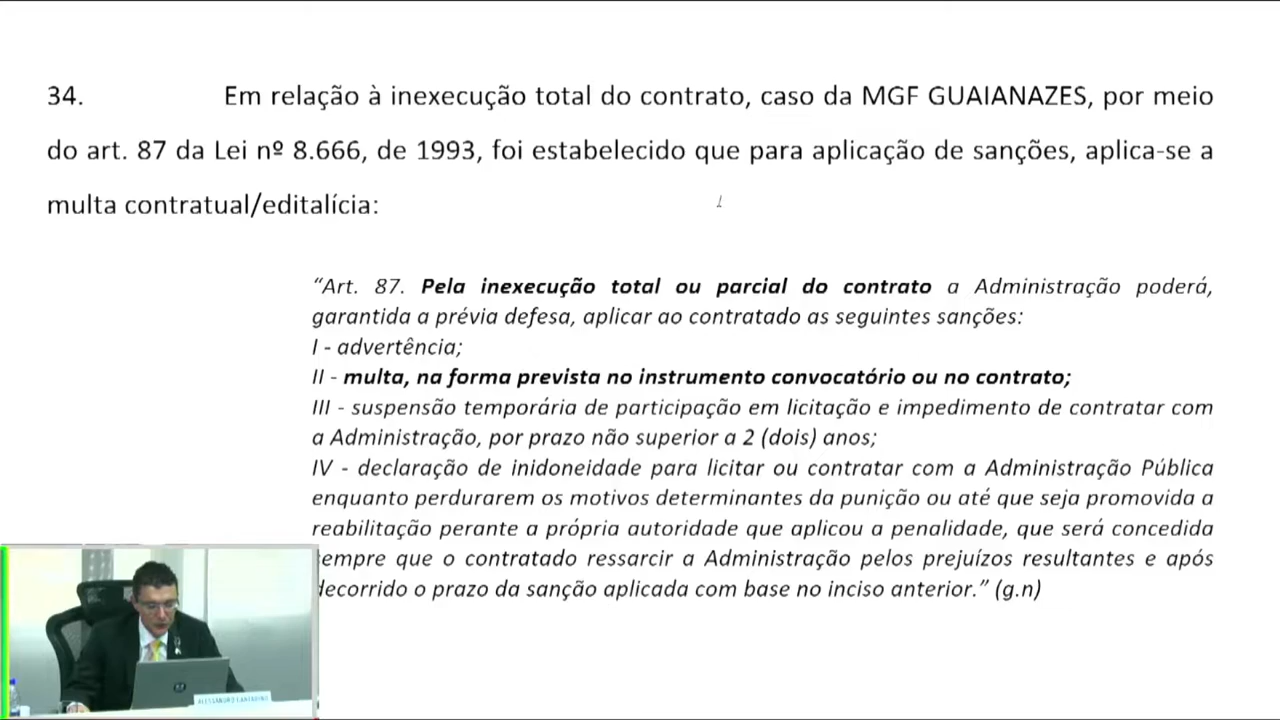 34. Em relação à inexecução total do contrato, caso da MGF GUAIANAZES, por meio
do art. 87 da Lei nº 8.666, de 1993, foi estabelecido que para aplicação de sanções, aplica-se a
multa contratual/editalícia:
“Art. 87. Pela inexecução total ou parcial do contrato a Administração poderá,
garantida a prévia defesa, aplicar ao contratado as seguintes sanções:
I - advertência;
II - multa, na forma prevista no instrumento convocatório ou no contrato;
III - suspensão temporária de participação em licitação e impedimento de contratar com
a Administração, por prazo não superior a 2 (dois) anos;
IV - declaração de inidoneidade para licitar ou contratar com a Administração Pública
enquanto perdurarem os motivos determantes da punição ou até que seja promovida a
reabilitação perante a própria autoridade que aplicou a penalidade, que será concedida
sempre que o contratado ressarcir a Administração pelos prejuízos resultantes e após
decorrido o prazo da sanção aplicada com base no inciso anterior.” (g.n)
ALESSANDRO CANTARINO